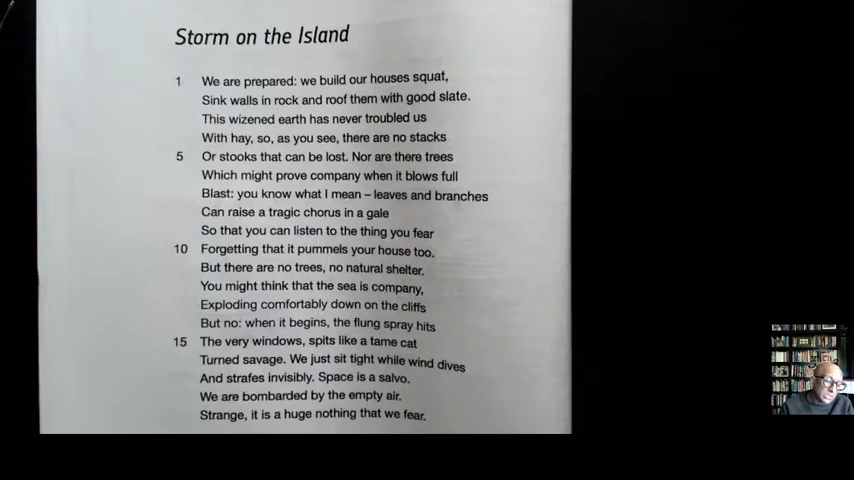 Storm on the Island
1 We are prepared: we build our houses squat,
Sink walls in rock and roof them with good slate.
This wizened earth has never troubled us
With hay, so, as you see, there are no stacks
5 Or stooks that can be lost. Nor are there trees
Which might prove company when it blows full
Blast: you know what I mean – leaves and branches
Can raise a tragic chorus in a gale
So that you can listen to the thing you fear
10 Forgetting that it pummels your house too.
But there are no trees, no natural shelter.
You might think that the sea is company,
Exploding comfortably down on the cliffs
But no: when it begins, the flung spray hits
15 The very windows, spits like a tame cat
Turned savage. We just sit tight while wind dives
And strafes invisibly. Space is a salvo.
We are bombarded by the empty air.
Strange, it is a huge nothing that we fear.